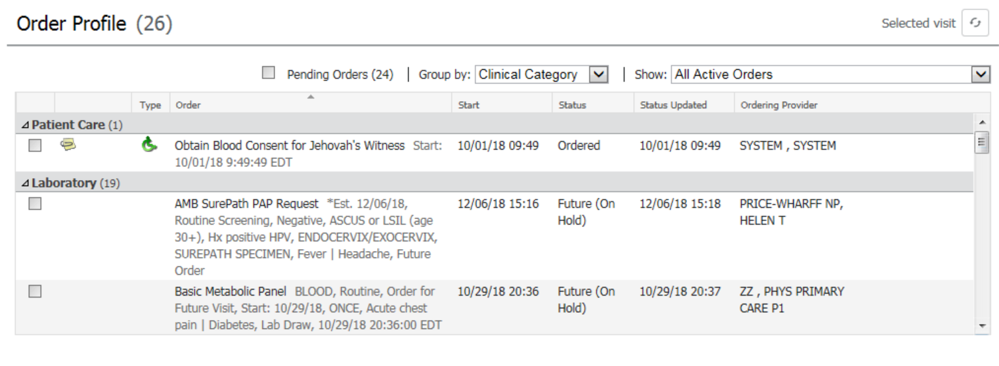 Order Profile (26)
Selected visit
Pending Orders (24) | Group by: Clinical Category | Show: All Active Orders
Type Order Start Status Status Updated Ordering Provider
Patient Care (1)
Obtain Blood Consent for Jehovah's Witness Start: 10/01/18 09:49 Ordered 10/01/18 09:49 SYSTEM , SYSTEM
10/01/18 9:49:49 EDT
Laboratory (19)
AMB SurePath PAP Request *Est. 12/06/18, 12/06/18 15:16 Future (On 12/06/18 15:18 PRICE-WHARFF NP,
Routine Screening, Negative, ASCUS or LSIL (age Hold) HELEN T
30+), Hx positive HPV, ENDOCERVIX/EXOCERVIX,
SUREPATH SPECIMEN, Fever | Headache, Future
Order
Basic Metabolic Panel BLOOD, Routine, Order for 10/29/18 20:36 Future (On 10/29/18 20:37 ZZ , PHYS PRIMARY
Future Visit, Start: 10/29/18, ONCE, Acute chest Hold) CARE P1
pain | Diabetes, Lab Draw, 10/29/18 20:36:00 EDT